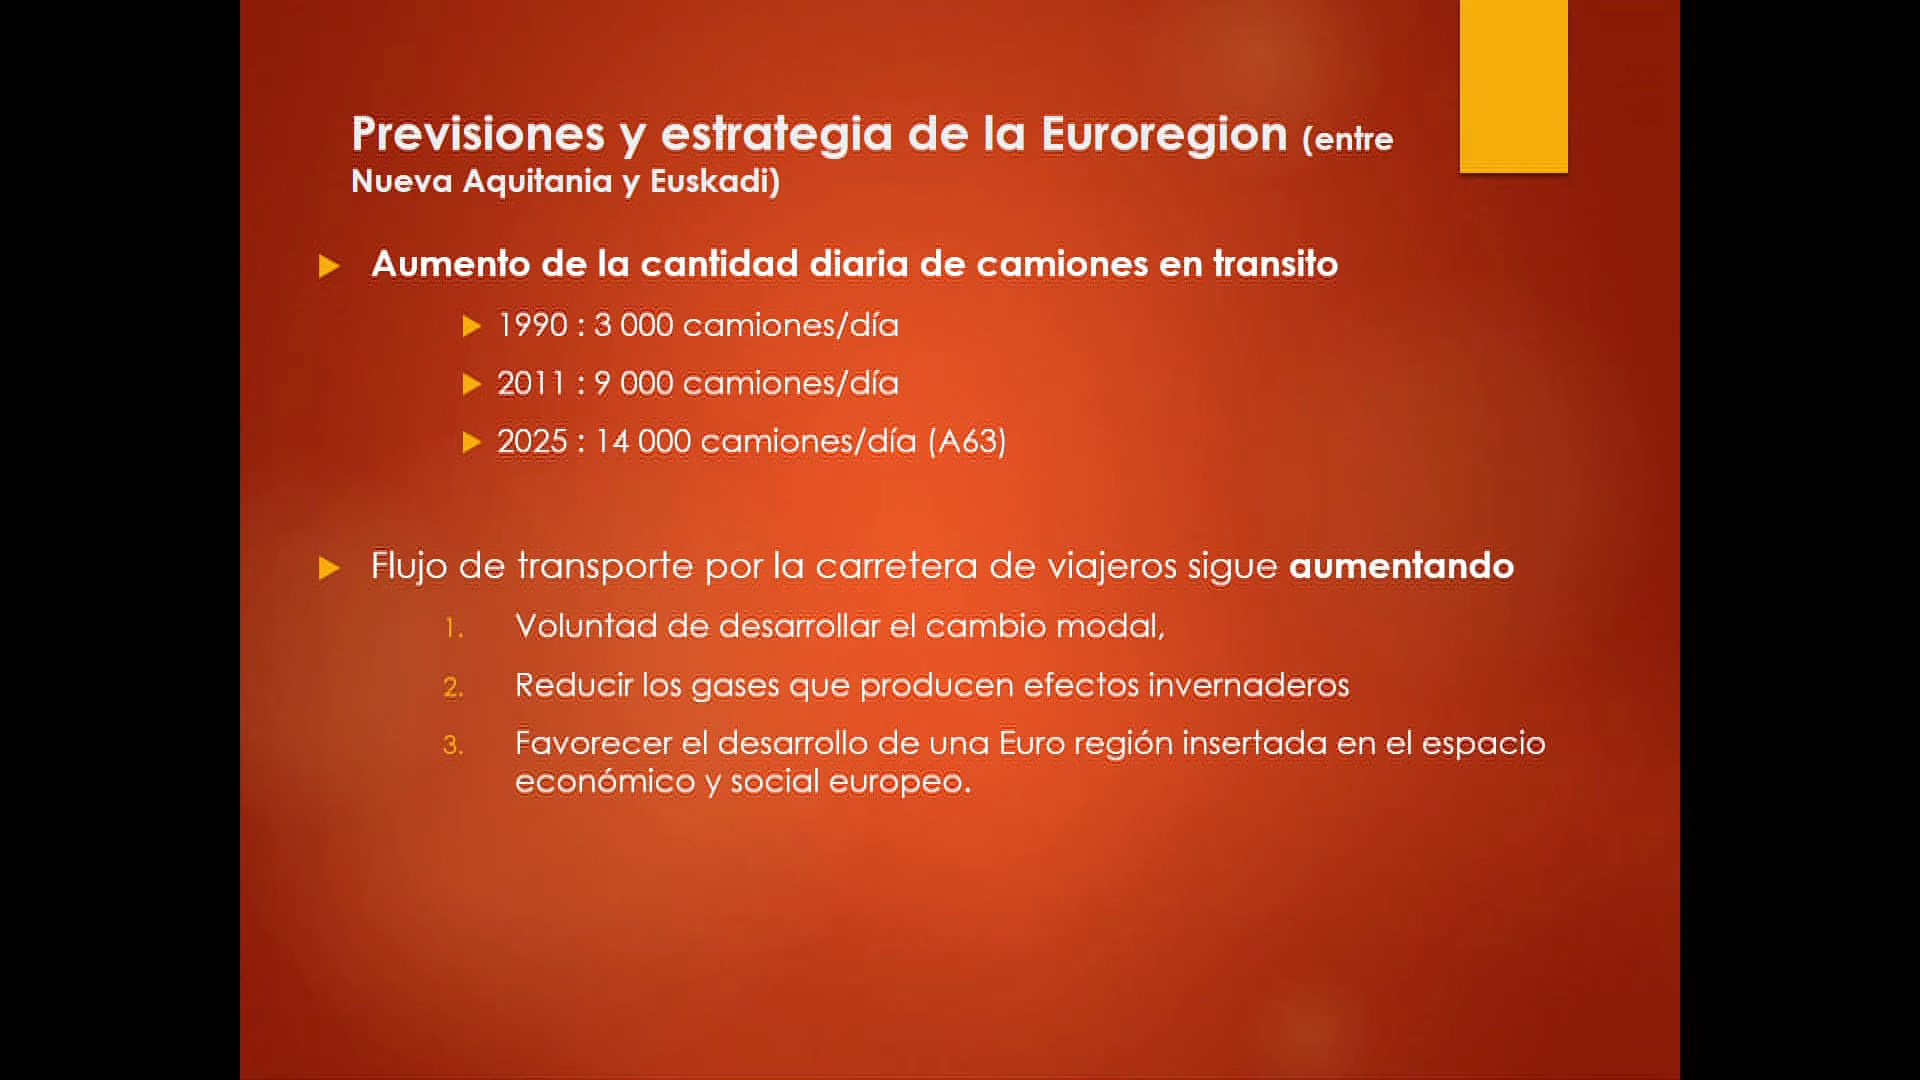 Previsiones y estrategia de la Euroregion (entre
Nueva Aquitania y Euskadi)
Aumento de la cantidad diaria de camiones en transito
1990 : 3 000 camiones/día
2011 : 9 000 camiones/día
2025 : 14 000 camiones/día (A63)
Flujo de transporte por la carretera de viajeros sigue aumentando
1. Voluntad de desarrollar el cambio modal,
2. Reducir los gases que producen efectos invernaderos
3. Favorecer el desarrollo de una Euro región insertada en el espacio
económico y social europeo.